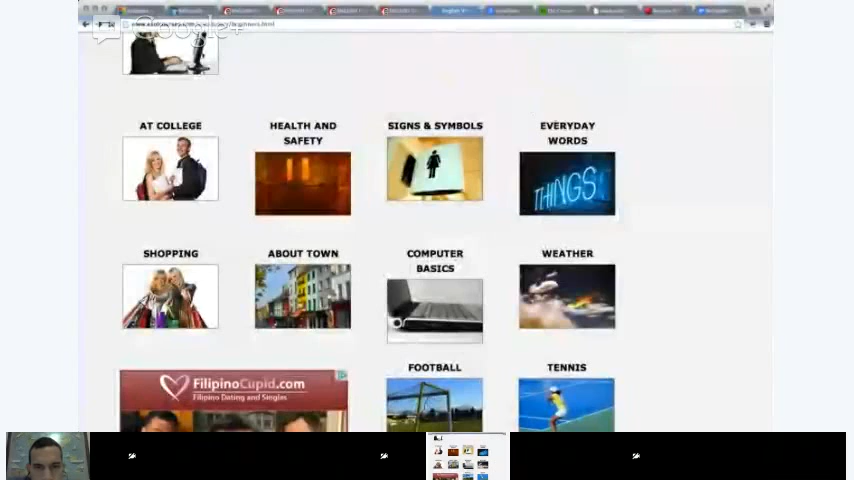 Google+
AT COLLEGE
HEALTH AND
SAFETY
SIGNS & SYMBOLS
EVERYDAY
WORDS
THINGS
SHOPPING
ABOUT TOWN
COMPUTER
BASICS
WEATHER
FilipinoCupid.com
Filipino Dating and Singles
FOOTBALL
TENNIS